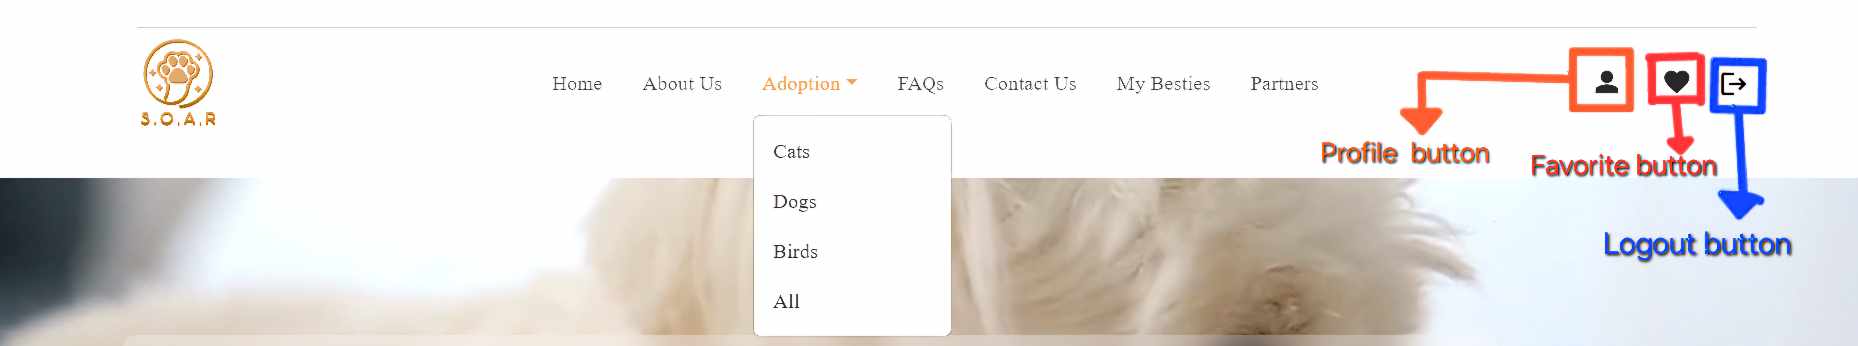 S.O.A.R
Home About Us Adoption FAQs Contact Us My Besties Partners
Cats
Dogs
Birds
All
Profile button
Favorite button
Logout button